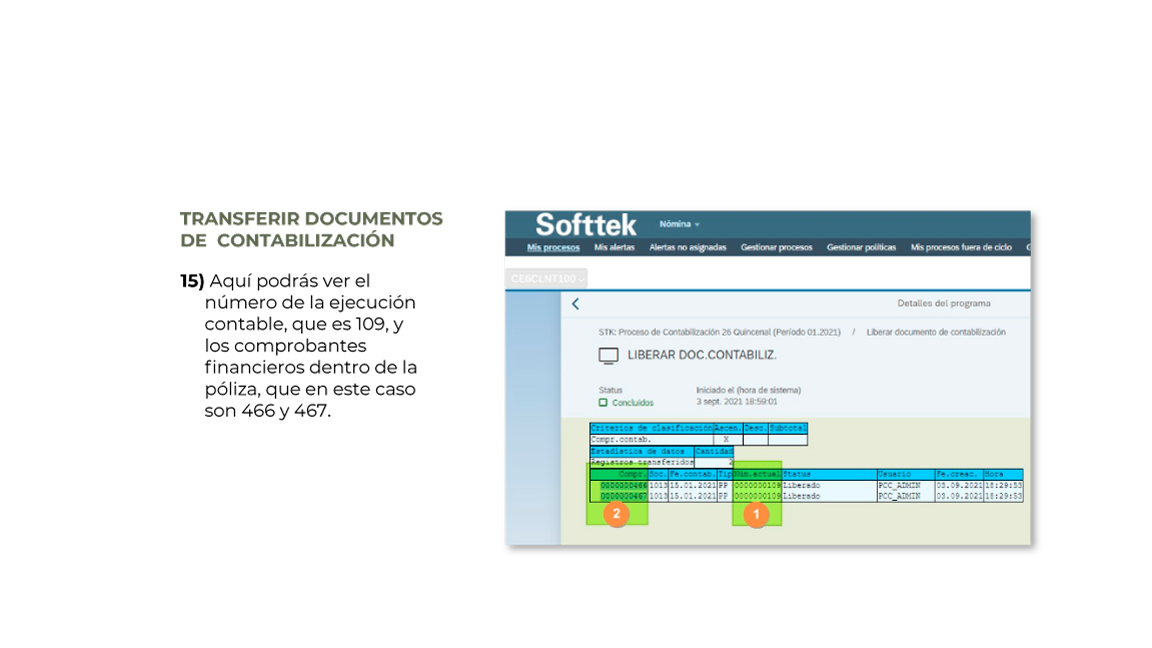 TRANSFERIR DOCUMENTOS
DE CONTABILIZACIÓN
15) Aquí podrás ver el
número de la ejecución
contable, que es 109, y
los comprobantes
financieros dentro de la
póliza, que en este caso
son 466 y 467.
Softtek
Nómina
Mis procesos Mis alertas Alertas no asignadas Gestionar procesos Gestionar políticas Mis procesos fuera de ciclo G
CE6CLNT100
Detalles del programa
STK: Proceso de Contabilización 26 Quincenal (Período 01.2021) / Liberar documento de contabilización
LIBERAR DOC.CONTABILIZ.
Status Iniciado el (hora de sistema)
Concluidos 3 sept. 2021 18:59:01
Criterios de clasificación Ascen. Desc. Subtotal
Compr.contab. X
Estadística de datos Cantidad
Registros transferidos 2
Compr. Soc. Fe.contab. Tip Núm.actual Status Usuario Fe.creac. Hora
0000000466 1013 15.01.2021 PP 0000000109 Liberado PCC_ADMIN 03.09.2021 18:29:53
0000000467 1013 15.01.2021 PP 0000000109 Liberado PCC_ADMIN 03.09.2021 18:29:53
2 1